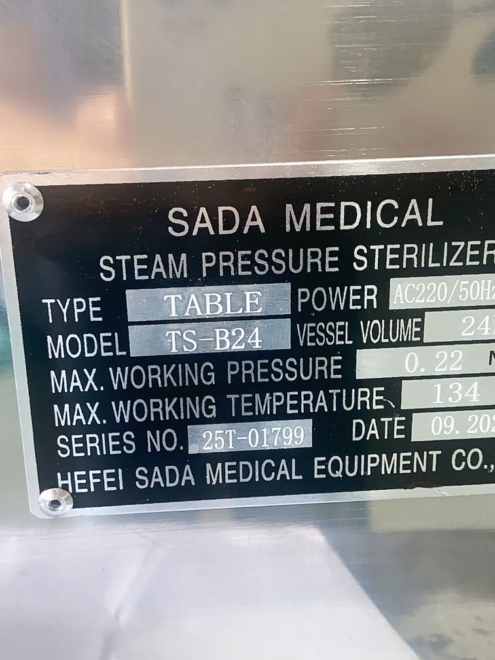 SADA MEDICAL
STEAM PRESSURE STERILIZER
TYPE TABLE POWER AC220/50Hz
MODEL TS-B24 VESSEL VOLUME 24
MAX. WORKING PRESSURE 0.22
MAX. WORKING TEMPERATURE 134
SERIES NO. 25T-01799 DATE 09.202
HEFEI SADA MEDICAL EQUIPMENT CO.,